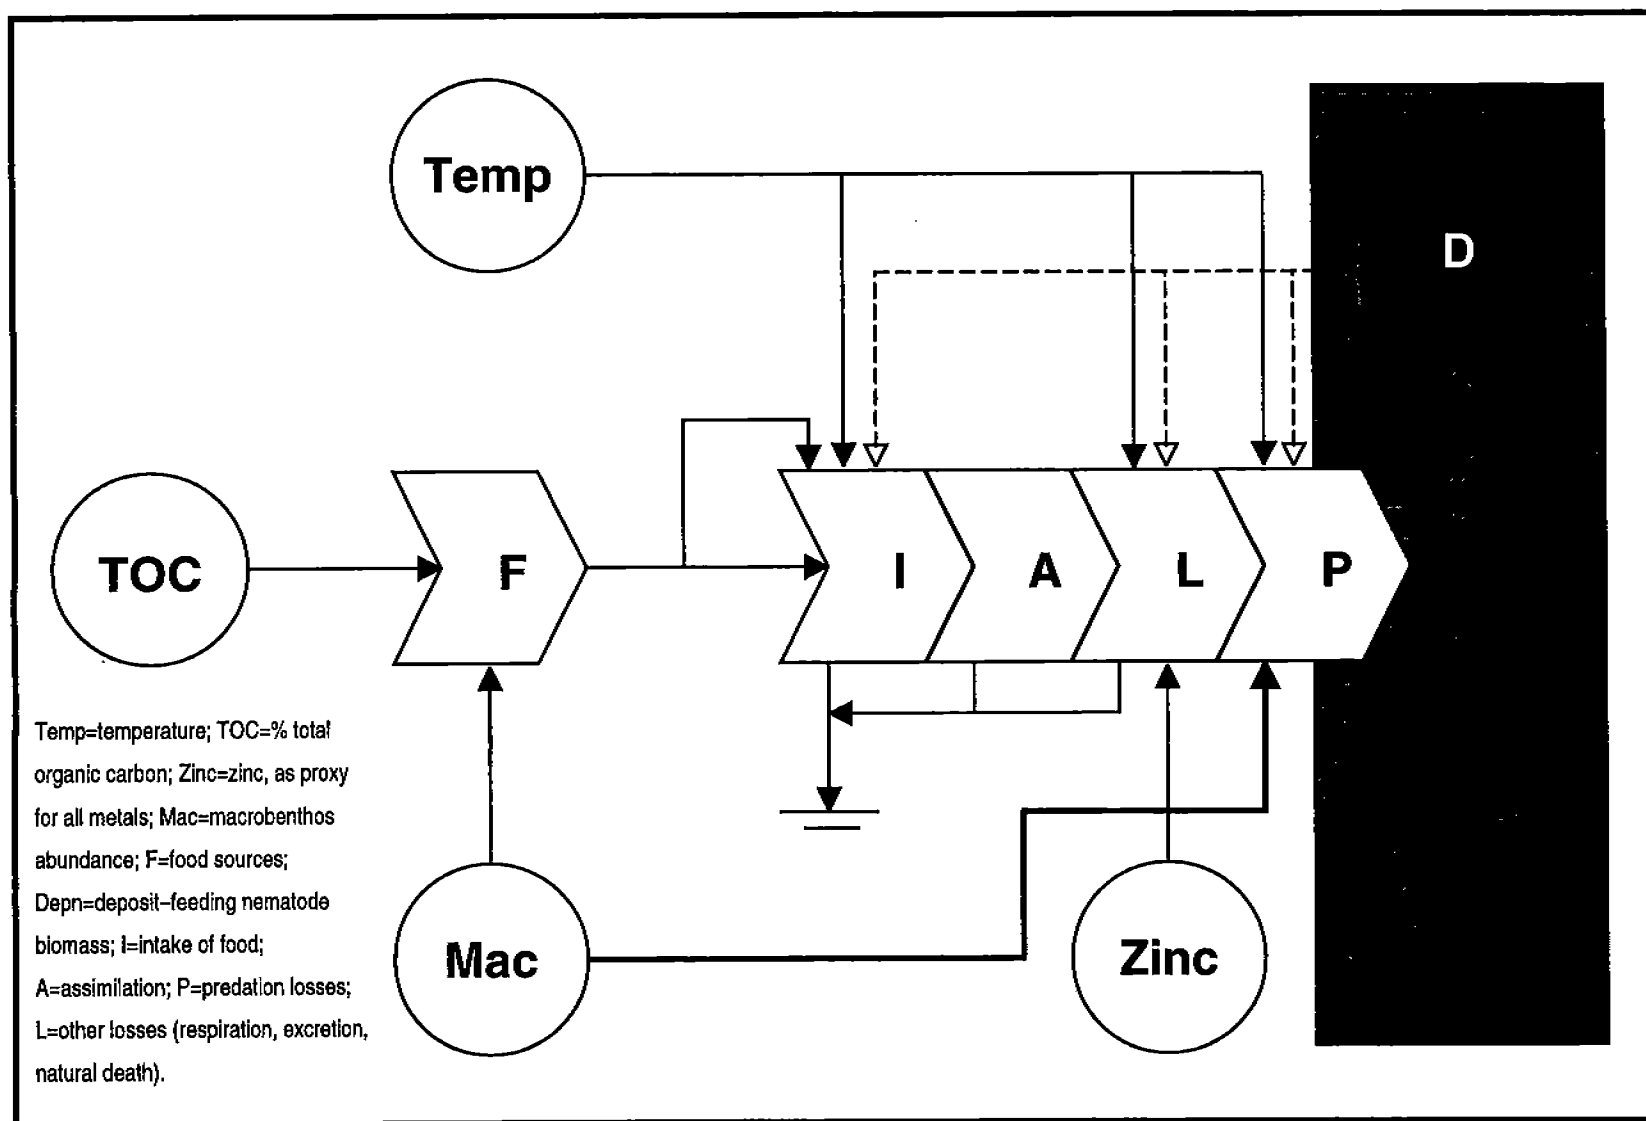 Temp
D
TOC
F
I
A
L
P
Temp=temperature; TOC=% total
organic carbon; Zinc=zinc, as proxy
for all metals; Mac=macrobenthos
abundance; F=food sources;
Depn=deposit–feeding nematode
biomass; I=intake of food;
A=assimilation; P=predation losses;
L=other losses (respiration, excretion,
natural death).
Mac
Zinc